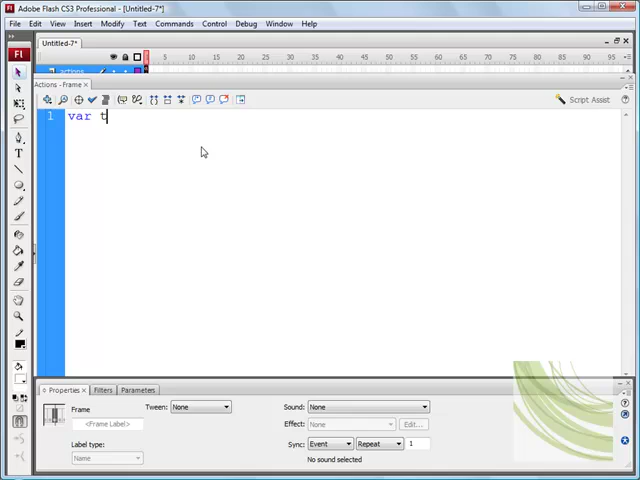 Adobe Flash CS3 Professional - [Untitled-7*]
File Edit View Insert Modify Text Commands Control Debug Window Help
Untitled-7*
FL
1 5 10 15 20 25 30 35 40 45 50 55 60 65 70 75 80 85 90 95
actions
Actions - Frame
Script Assist
1 var t
Properties Filters Parameters
Frame Tween: None Sound: None
<Frame Label> Effect: None Edit...
Label type: Sync: Event Repeat 1
Name No sound selected